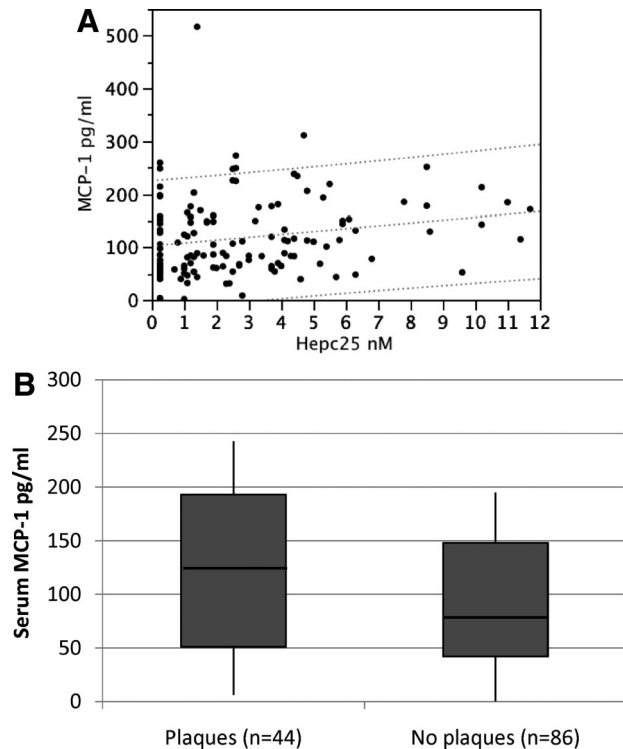 A
MCP-1 pg/ml
500
400
300
200
100
0
0 1 2 3 4 5 6 7 8 9 10 11 12
Hepc25 nM
B
Serum MCP-1 pg/ml
300
250
200
150
100
50
0
Plaques (n=44) No plaques (n=86)